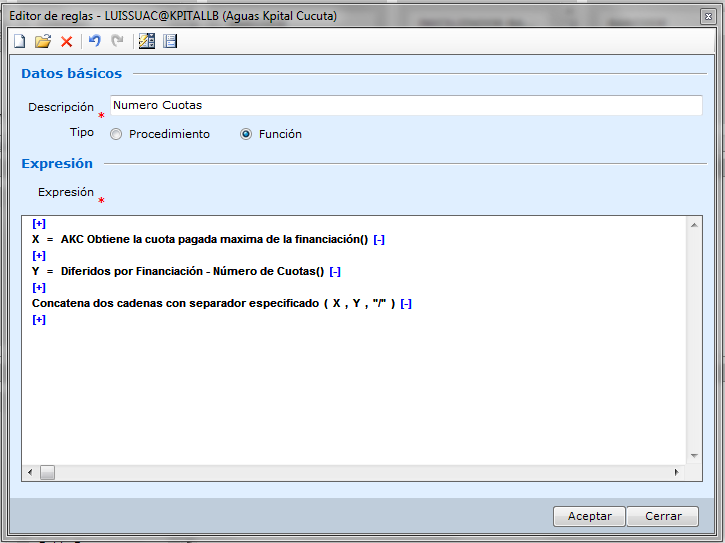 Editor de reglas - LUISSUAC@KPITALLB (Aguas Kpital Cucuta)
Datos básicos
Descripción * Numero Cuotas
Tipo Procedimiento Función
Expresión
Expresión *
[+]
X = AKC Obtiene la cuota pagada maxima de la financiación() [-]
[+]
Y = Diferidos por Financiación - Número de Cuotas() [-]
[+]
Concatena dos cadenas con separador especificado ( X , Y , "/" ) [-]
[+]
Aceptar Cerrar